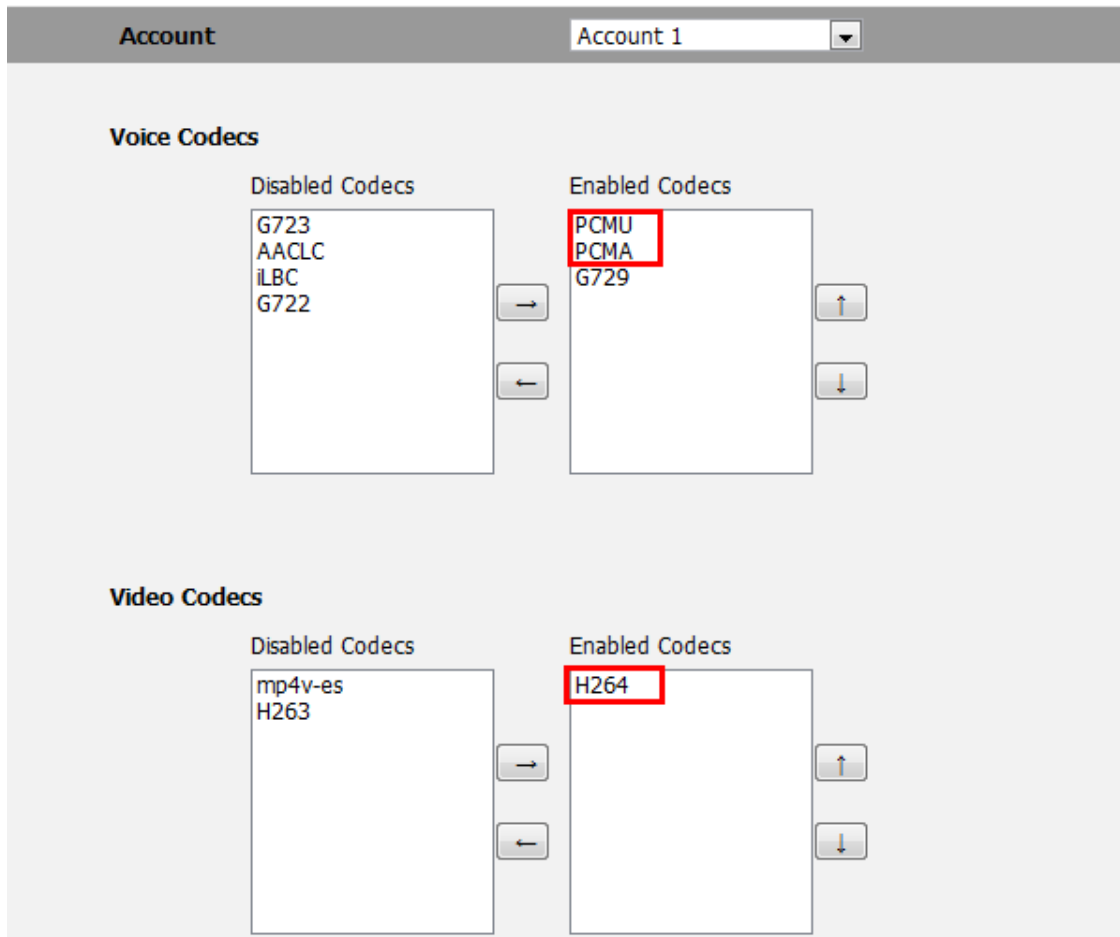 Account Account 1
Voice Codecs
Disabled Codecs Enabled Codecs
G723 PCMU
AACLC PCMA
iLBC G729
G722
→ ↑
← ↓
Video Codecs
Disabled Codecs Enabled Codecs
mp4v-es H264
H263
→ ↑
← ↓